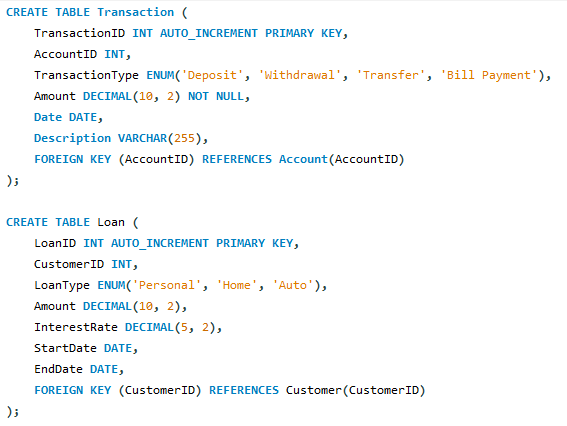 CREATE TABLE Transaction (
    TransactionID INT AUTO_INCREMENT PRIMARY KEY,
    AccountID INT,
    TransactionType ENUM('Deposit', 'Withdrawal', 'Transfer', 'Bill Payment'),
    Amount DECIMAL(10, 2) NOT NULL,
    Date DATE,
    Description VARCHAR(255),
    FOREIGN KEY (AccountID) REFERENCES Account(AccountID)
);
CREATE TABLE Loan (
    LoanID INT AUTO_INCREMENT PRIMARY KEY,
    CustomerID INT,
    LoanType ENUM('Personal', 'Home', 'Auto'),
    Amount DECIMAL(10, 2),
    InterestRate DECIMAL(5, 2),
    StartDate DATE,
    EndDate DATE,
    FOREIGN KEY (CustomerID) REFERENCES Customer(CustomerID)
);